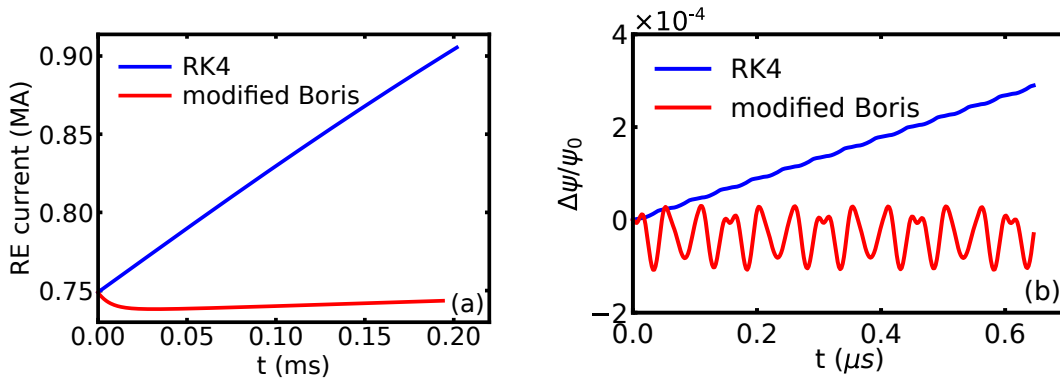 0.90
0.85
0.80
0.75
RE current (MA)
RK4
modified Boris
(a)
0.00 0.05 0.10 0.15 0.20
t (ms)
×10⁻⁴
4
2
0
−2
Δψ/ψ₀
RK4
modified Boris
(b)
0.0 0.2 0.4 0.6
t (μs)